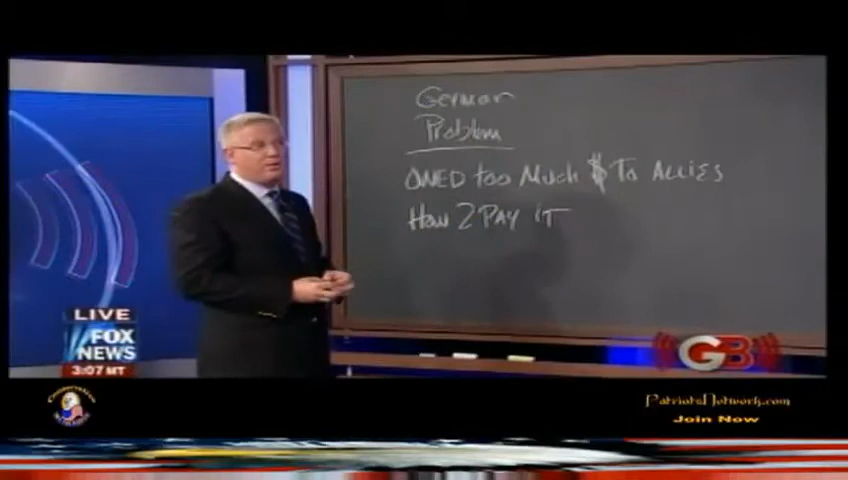 German
Problem
OWED too Much $ To ALLiES
How 2 PAY iT
LIVE
FOX
NEWS
3:07 MT
GB
PatriotsNetwork.com
Join Now